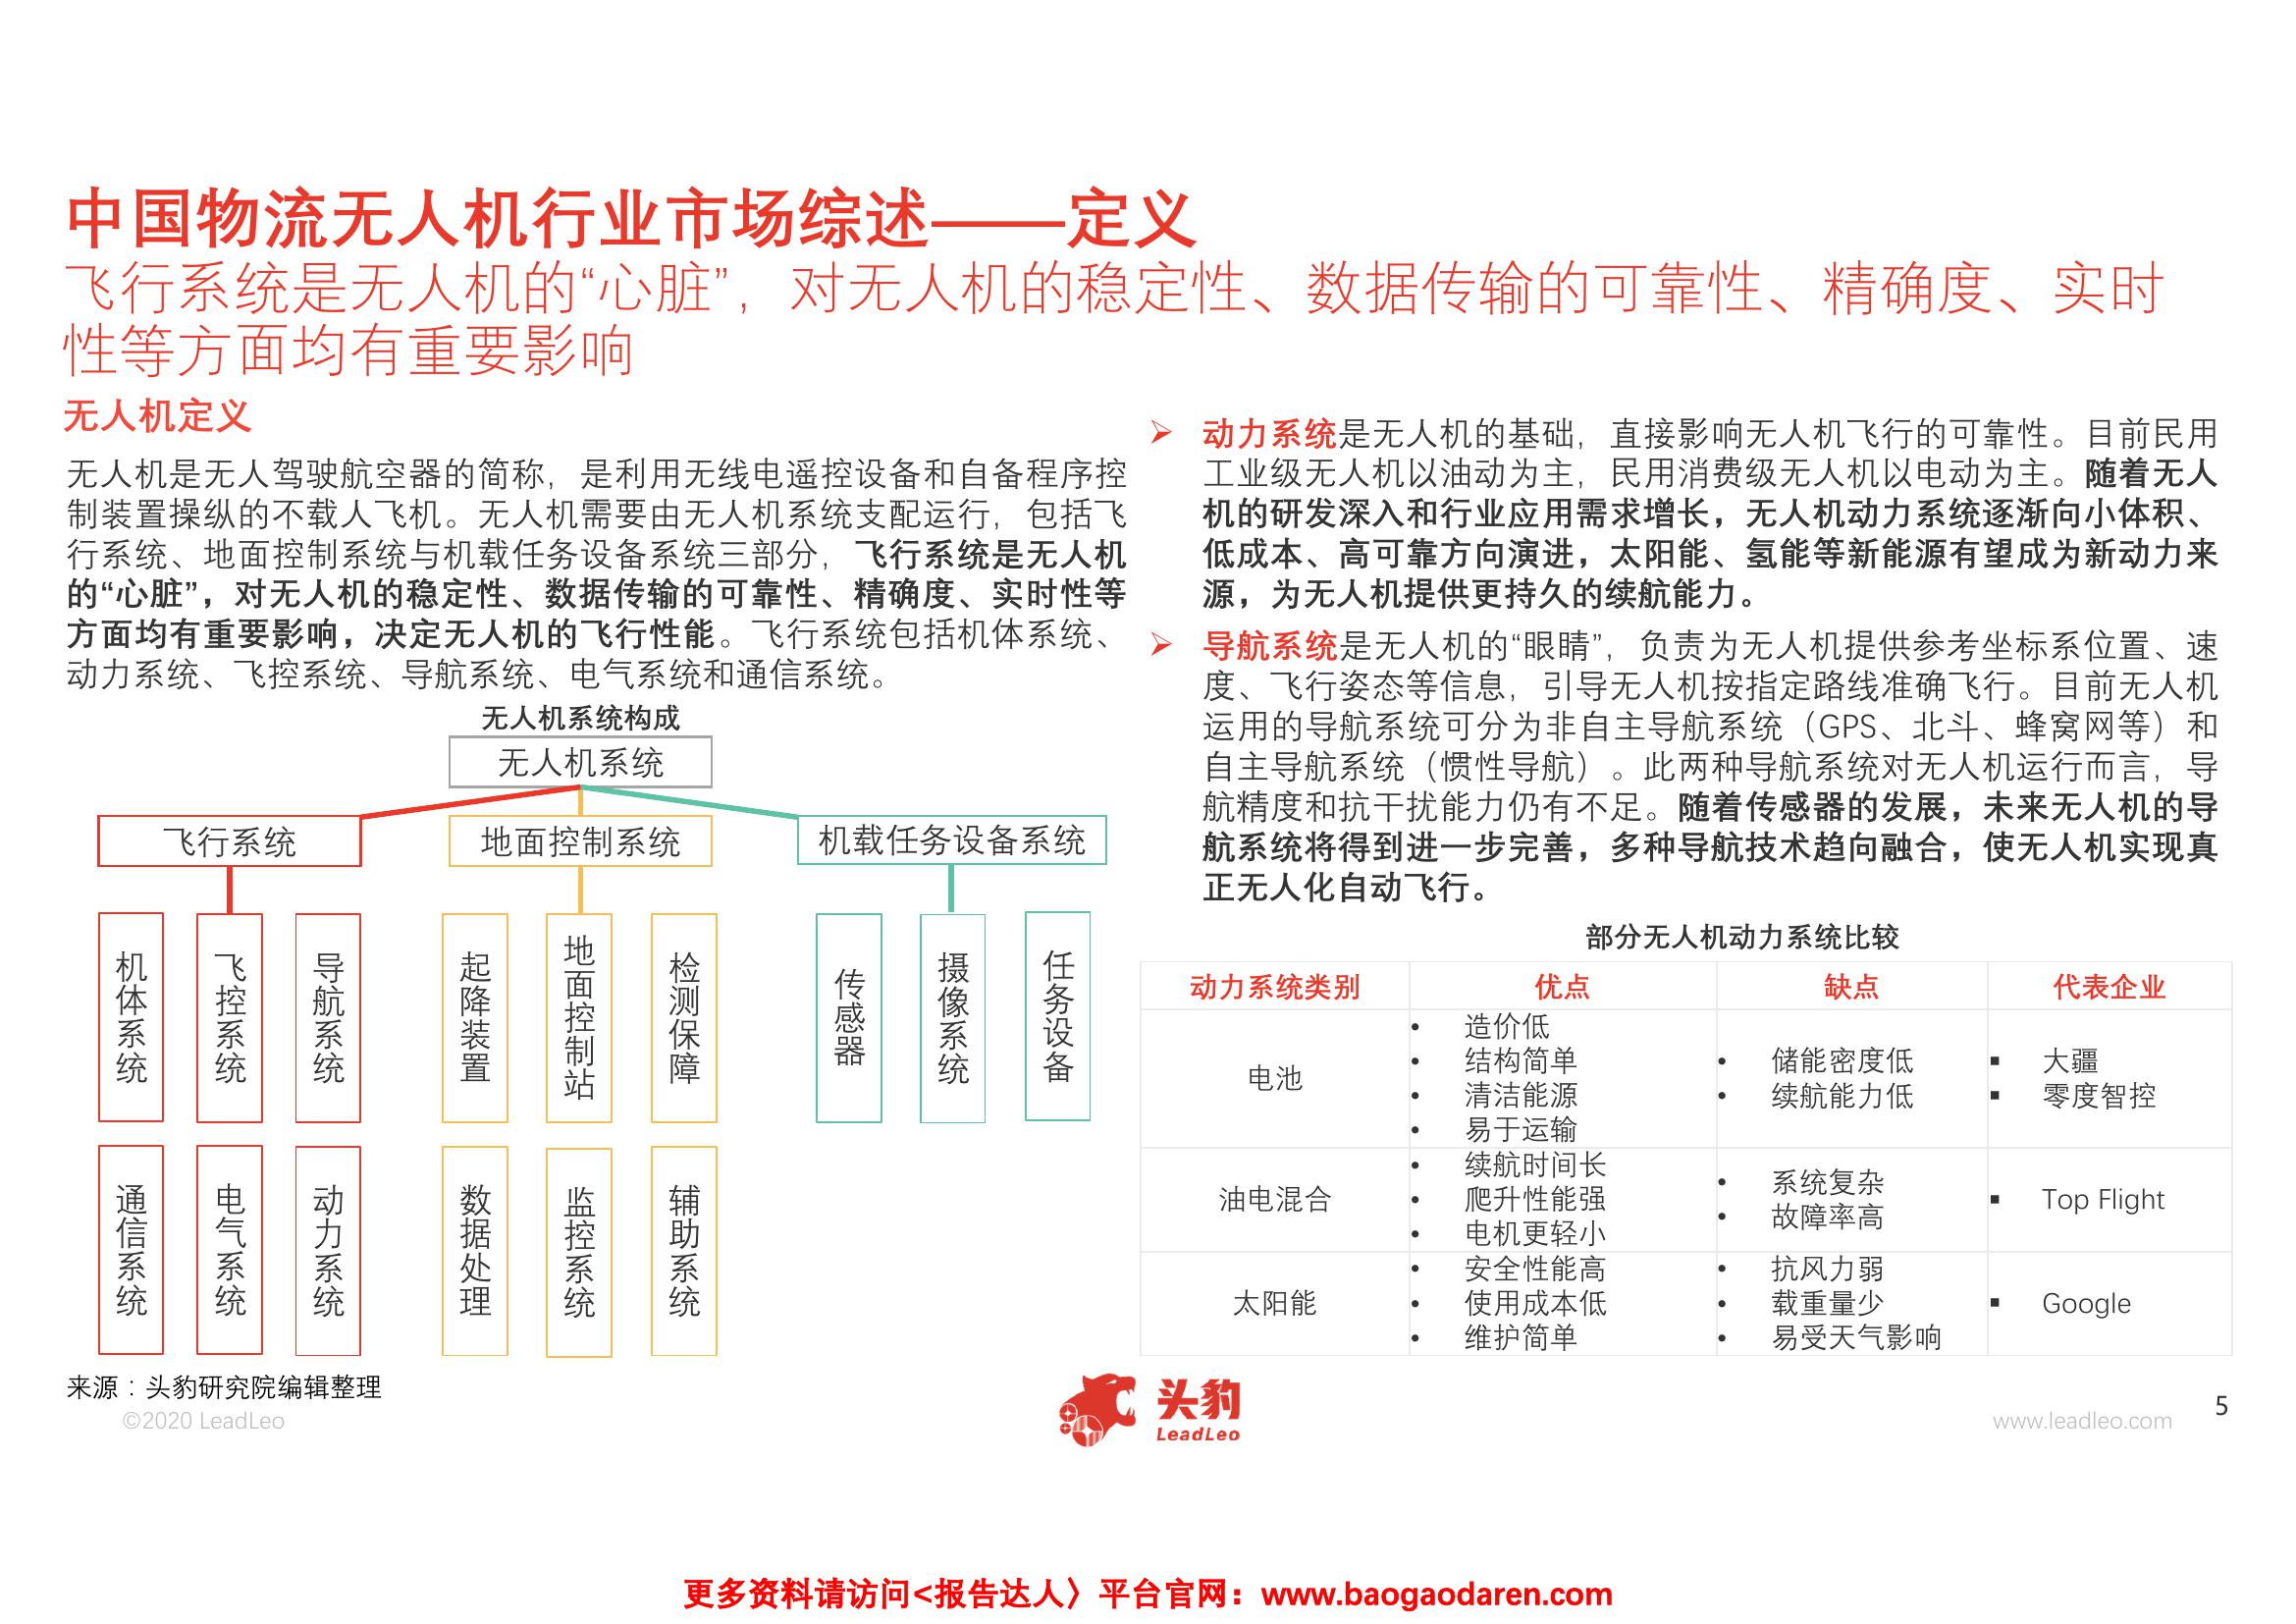 中国物流无人机行业市场综述——定义
飞行系统是无人机的“心脏”，对无人机的稳定性、数据传输的可靠性、精确度、实时
性等方面均有重要影响
无人机定义
无人机是无人驾驶航空器的简称，是利用无线电遥控设备和自备程序控
制装置操纵的不载人飞机。无人机需要由无人机系统支配运行，包括飞
行系统、地面控制系统与机载任务设备系统三部分，飞行系统是无人机
的“心脏”，对无人机的稳定性、数据传输的可靠性、精确度、实时性等
方面均有重要影响，决定无人机的飞行性能。飞行系统包括机体系统、
动力系统、飞控系统、导航系统、电气系统和通信系统。
无人机系统构成
无人机系统
飞行系统
地面控制系统
机载任务设备系统
机体系统
飞控系统
导航系统
起降装置
地面控制站
检测保障
传感器
摄像系统
任务设备
通信系统
电气系统
动力系统
数据处理
监控系统
辅助系统
➢ 动力系统是无人机的基础，直接影响无人机飞行的可靠性。目前民用
工业级无人机以油动为主，民用消费级无人机以电动为主。随着无人
机的研发深入和行业应用需求增长，无人机动力系统逐渐向小体积、
低成本、高可靠方向演进，太阳能、氢能等新能源有望成为新动力来
源，为无人机提供更持久的续航能力。
➢ 导航系统是无人机的“眼睛”，负责为无人机提供参考坐标系位置、速
度、飞行姿态等信息，引导无人机按指定路线准确飞行。目前无人机
运用的导航系统可分为非自主导航系统（GPS、北斗、蜂窝网等）和
自主导航系统（惯性导航）。此两种导航系统对无人机运行而言，导
航精度和抗干扰能力仍有不足。随着传感器的发展，未来无人机的导
航系统将得到进一步完善，多种导航技术趋向融合，使无人机实现真
正无人化自动飞行。
部分无人机动力系统比较
动力系统类别 优点 缺点 代表企业
电池
• 造价低
• 结构简单
• 清洁能源
• 易于运输
• 储能密度低
• 续航能力低
▪ 大疆
▪ 零度智控
油电混合
• 续航时间长
• 爬升性能强
• 电机更轻小
• 系统复杂
• 故障率高
▪ Top Flight
太阳能
• 安全性能高
• 使用成本低
• 维护简单
• 抗风力弱
• 载重量少
• 易受天气影响
▪ Google
来源：头豹研究院编辑整理
©2020 LeadLeo
头豹
LeadLeo
www.leadleo.com
5
更多资料请访问<报告达人〉平台官网：www.baogaodaren.com